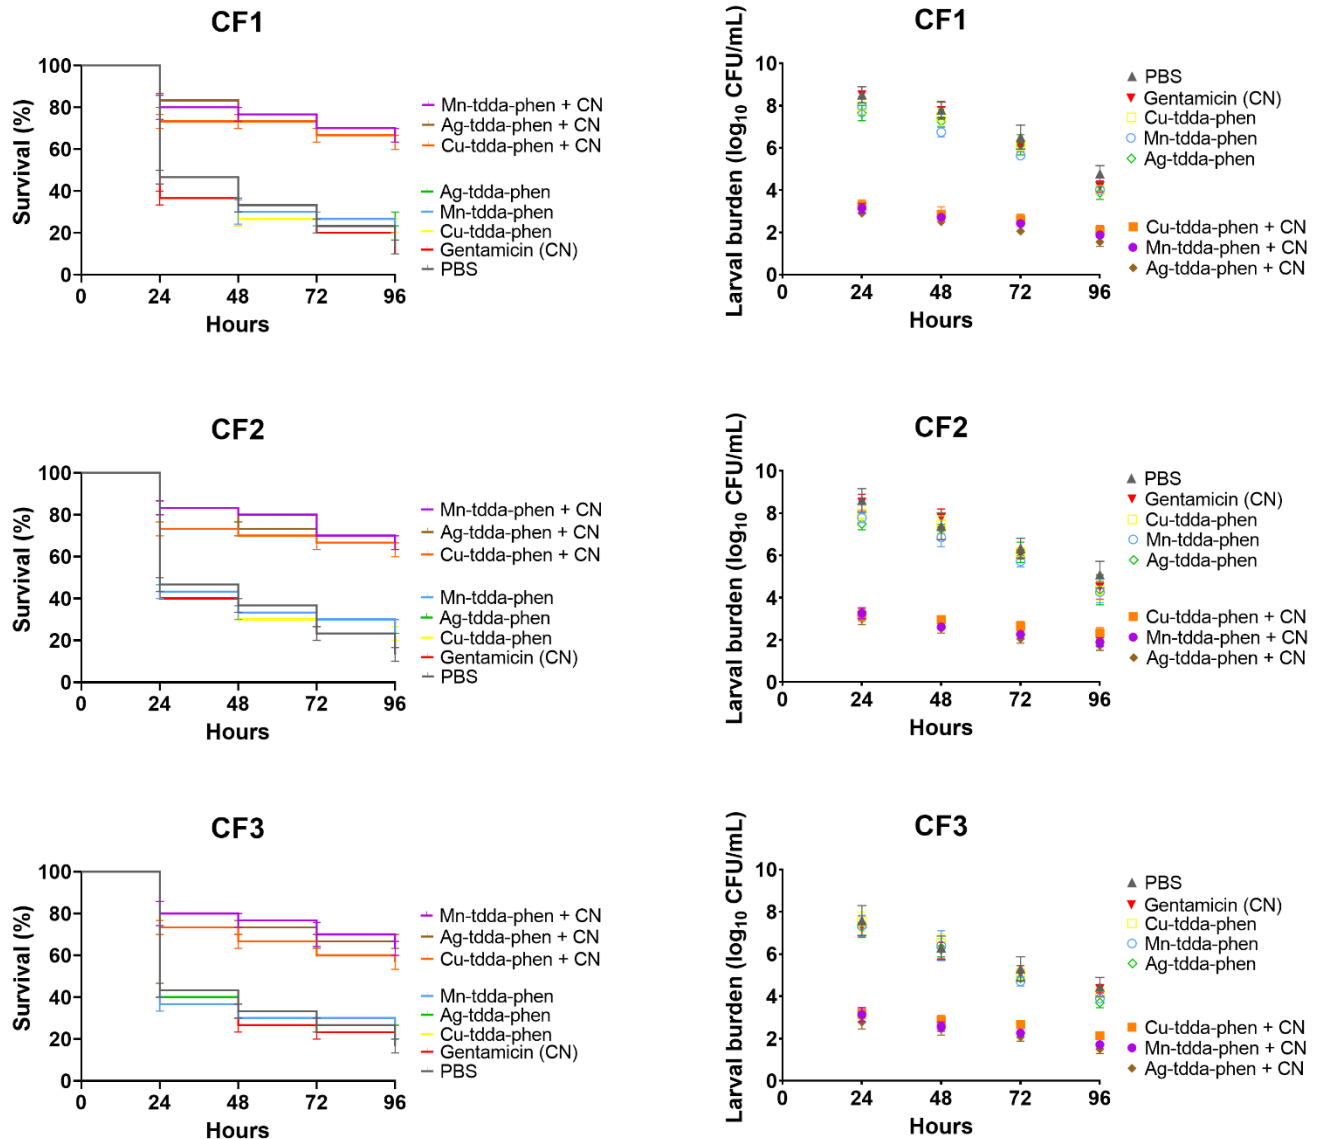 CF1
Survival (%)
100
80
60
40
20
0
0 24 48 72 96
Hours
Mn-tdda-phen + CN
Ag-tdda-phen + CN
Cu-tdda-phen + CN
Ag-tdda-phen
Mn-tdda-phen
Cu-tdda-phen
Gentamicin (CN)
PBS
CF1
Larval burden (log10 CFU/mL)
10
8
6
4
2
0
0 24 48 72 96
Hours
PBS
Gentamicin (CN)
Cu-tdda-phen
Mn-tdda-phen
Ag-tdda-phen
Cu-tdda-phen + CN
Mn-tdda-phen + CN
Ag-tdda-phen + CN
CF2
Survival (%)
100
80
60
40
20
0
0 24 48 72 96
Hours
Mn-tdda-phen + CN
Ag-tdda-phen + CN
Cu-tdda-phen + CN
Mn-tdda-phen
Ag-tdda-phen
Cu-tdda-phen
Gentamicin (CN)
PBS
CF2
Larval burden (log10 CFU/mL)
10
8
6
4
2
0
0 24 48 72 96
Hours
PBS
Gentamicin (CN)
Cu-tdda-phen
Mn-tdda-phen
Ag-tdda-phen
Cu-tdda-phen + CN
Mn-tdda-phen + CN
Ag-tdda-phen + CN
CF3
Survival (%)
100
80
60
40
20
0
0 24 48 72 96
Hours
Mn-tdda-phen + CN
Ag-tdda-phen + CN
Cu-tdda-phen + CN
Mn-tdda-phen
Ag-tdda-phen
Cu-tdda-phen
Gentamicin (CN)
PBS
CF3
Larval burden (log10 CFU/mL)
10
8
6
4
2
0
0 24 48 72 96
Hours
PBS
Gentamicin (CN)
Cu-tdda-phen
Mn-tdda-phen
Ag-tdda-phen
Cu-tdda-phen + CN
Mn-tdda-phen + CN
Ag-tdda-phen + CN